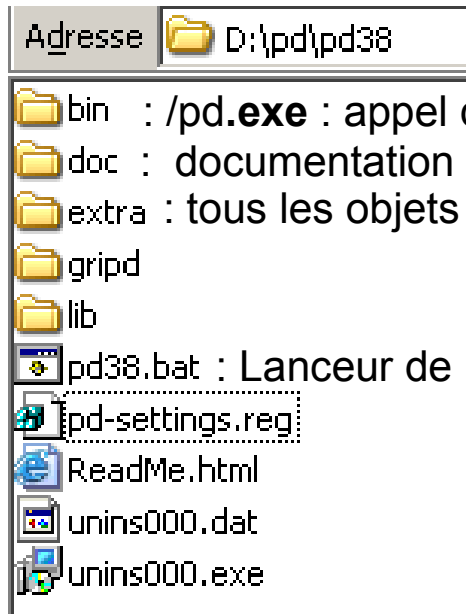 Adresse D:\pd\pd38
bin : /pd.exe : appel
doc : documentation
extra : tous les objets
gripd
lib
pd38.bat : Lanceur de
pd-settings.reg
ReadMe.html
unins000.dat
unins000.exe